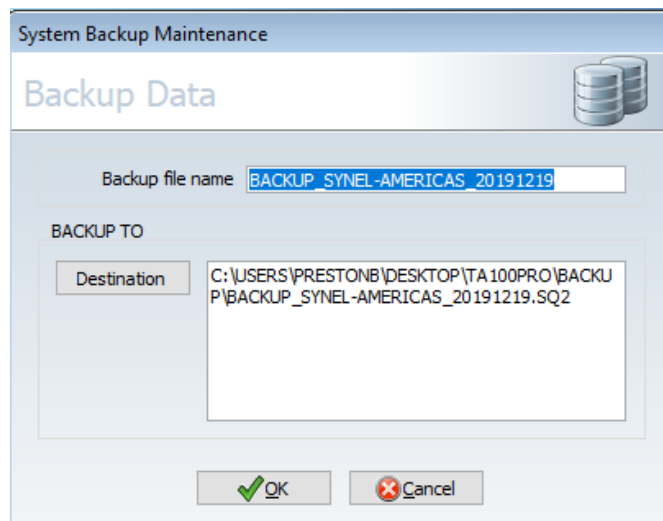 System Backup Maintenance
Backup Data
Backup file name BACKUP_SYNEL-AMERICAS_20191219
BACKUP TO
Destination
C:\USERS\PRESTONB\DESKTOP\TA100PRO\BACKU
P\BACKUP_SYNEL-AMERICAS_20191219.SQ2
OK Cancel